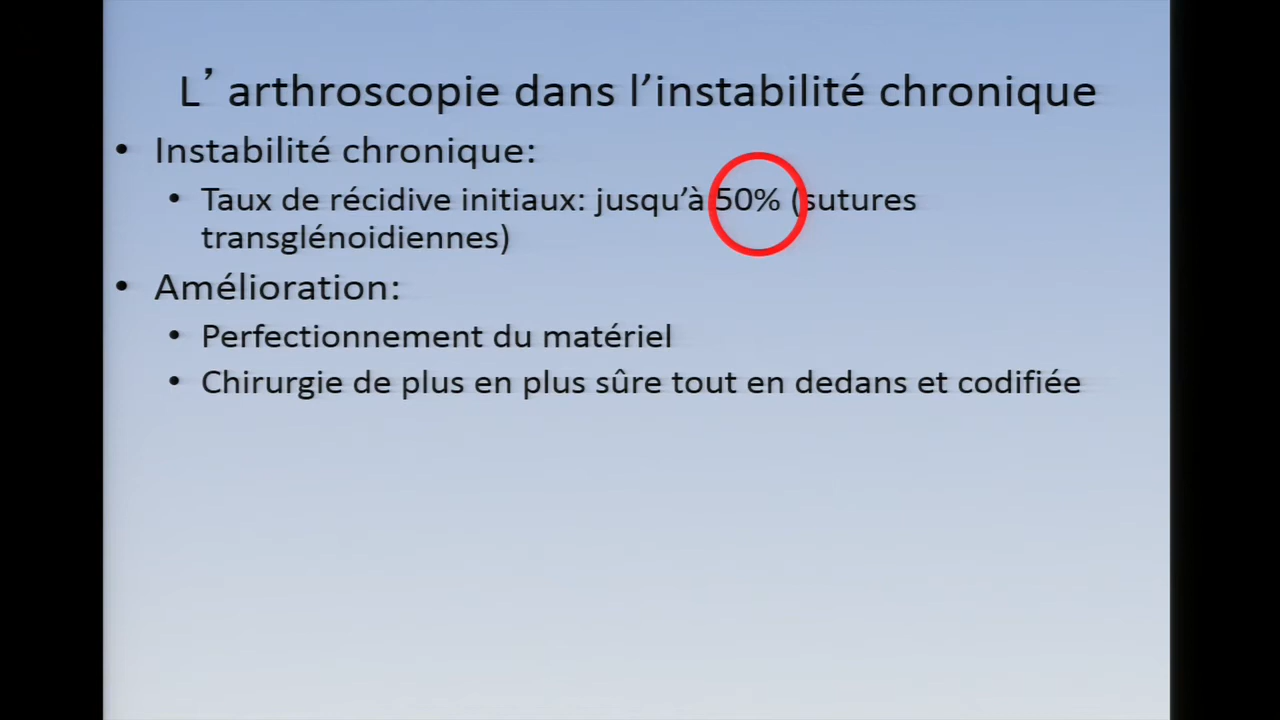 L’ arthroscopie dans l’instabilité chronique
• Instabilité chronique:
• Taux de récidive initiaux: jusqu’à 50% (sutures
transglénoidiennes)
• Amélioration:
• Perfectionnement du matériel
• Chirurgie de plus en plus sûre tout en dedans et codifiée